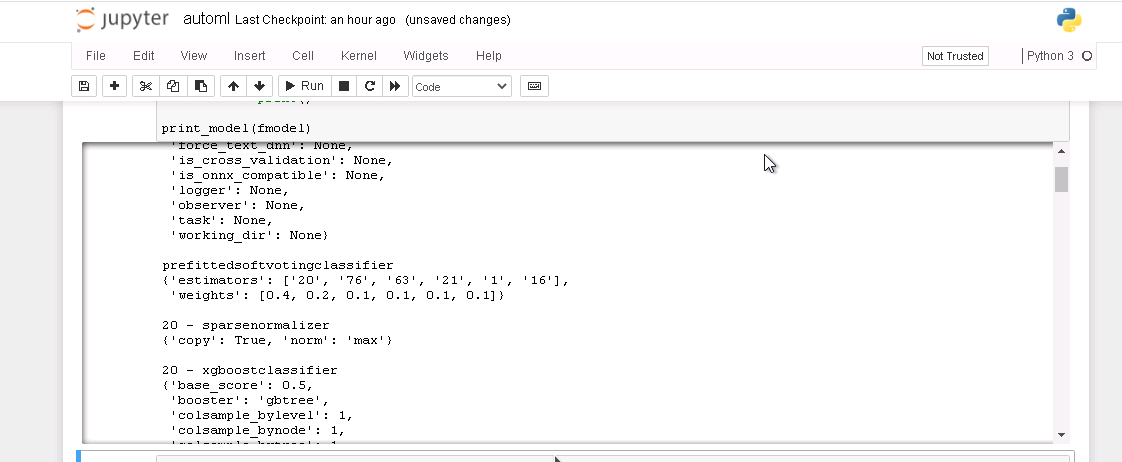 jupyter automl Last Checkpoint: an hour ago (unsaved changes)
File Edit View Insert Cell Kernel Widgets Help Not Trusted Python 3
Run Code
print()
print_model(fmodel)
'force_text_dnn': None,
'is_cross_validation': None,
'is_onnx_compatible': None,
'logger': None,
'observer': None,
'task': None,
'working_dir': None}
prefittedsoftvotingclassifier
{'estimators': ['20', '76', '63', '21', '1', '16'],
'weights': [0.4, 0.2, 0.1, 0.1, 0.1, 0.1]}
20 - sparsenormalizer
{'copy': True, 'norm': 'max'}
20 - xgboostclassifier
{'base_score': 0.5,
'booster': 'gbtree',
'colsample_bylevel': 1,
'colsample_bynode': 1,